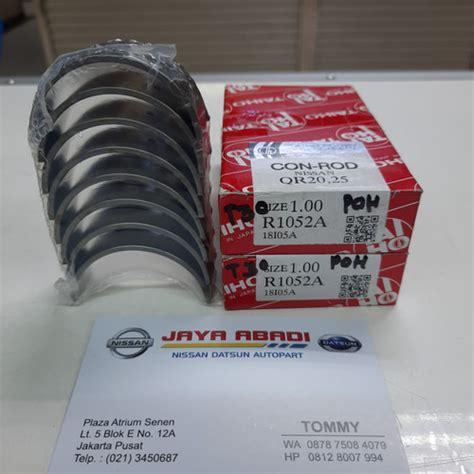 TAIHO
CON-ROD
NISSAN
QR20,25
SIZE 1.00
R1052A
18I05A
POH
IN JAPAN
SIZE 1.00
R1052A
18I05A
POH
NISSAN
JAYA ABADI
DATSUN
NISSAN DATSUN AUTOPART
Plaza Atrium Senen
Lt. 5 Blok E No. 12A
Jakarta Pusat
Telp. : (021) 3450687
TOMMY
WA 0878 7508 4079
HP 0812 8007 994